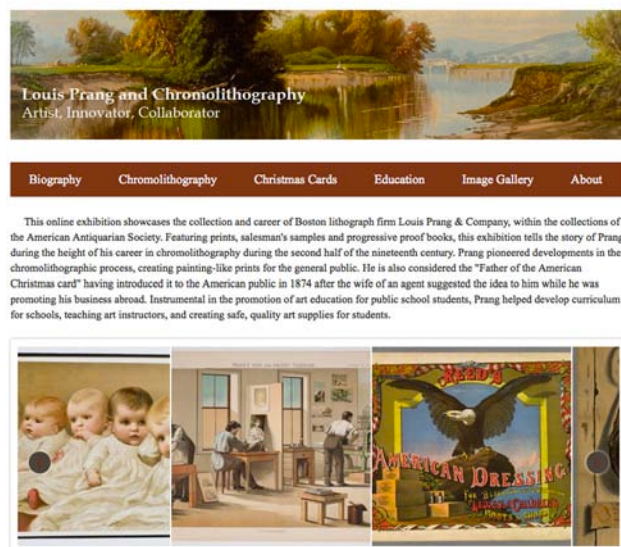 Louis Prang and Chromolithography
Artist, Innovator, Collaborator
Biography Chromolithography Christmas Cards Education Image Gallery About
This online exhibition showcases the collection and career of Boston lithograph firm Louis Prang & Company, within the collections of
the American Antiquarian Society. Featuring prints, salesman's samples and progressive proof books, this exhibition tells the story of Prang
during the height of his career in chromolithography during the second half of the nineteenth century. Prang pioneered developments in the
chromolithographic process, creating painting-like prints for the general public. He is also considered the "Father of the American
Christmas card" having introduced it to the American public in 1874 after the wife of an agent suggested the idea to him while he was
promoting his business abroad. Instrumental in the promotion of art education for public school students, Prang helped develop curriculum
for schools, teaching art instructors, and creating safe, quality art supplies for students.
REED'S
AMERICAN DRESSING
FOR